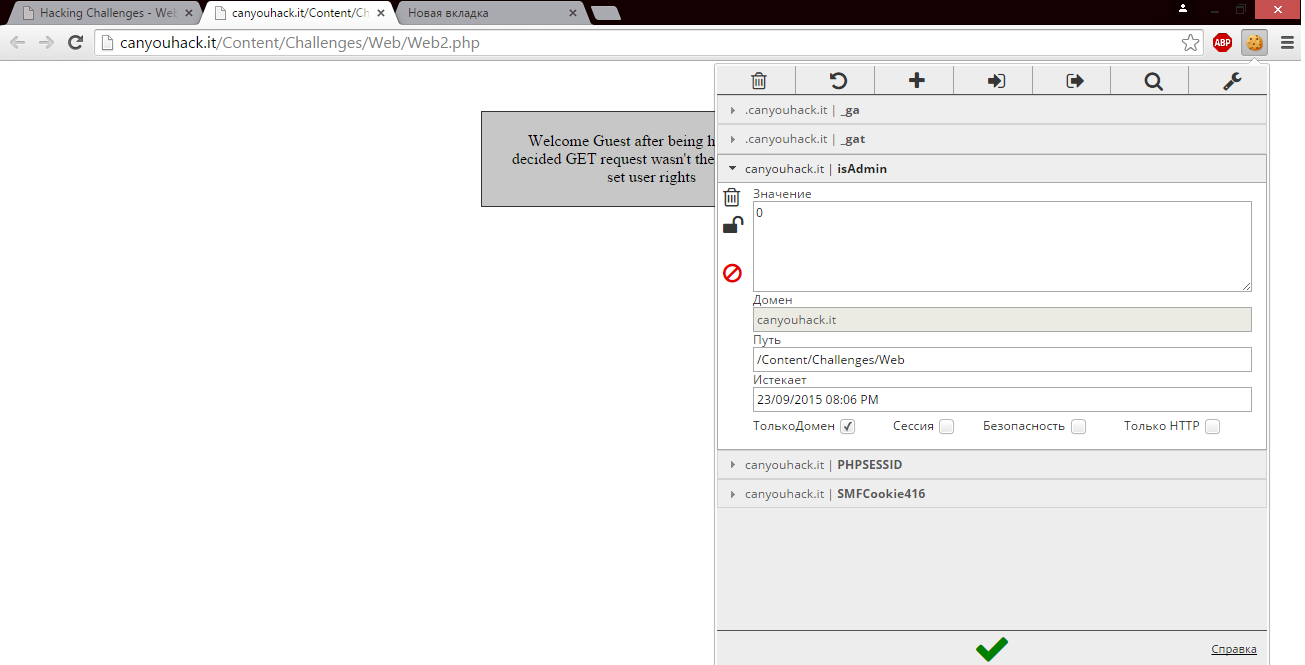 Hacking Challenges - Web
canyouhack.it/Content/Ch
Новая вкладка
canyouhack.it/Content/Challenges/Web/Web2.php
ABP
Welcome Guest after being h
decided GET request wasn't the
set user rights
.canyouhack.it | _ga
.canyouhack.it | _gat
canyouhack.it | isAdmin
Значение
0
Домен
canyouhack.it
Путь
/Content/Challenges/Web
Истекает
23/09/2015 08:06 PM
ТолькоДомен Сессия Безопасность Только HTTP
canyouhack.it | PHPSESSID
canyouhack.it | SMFCookie416
Справка